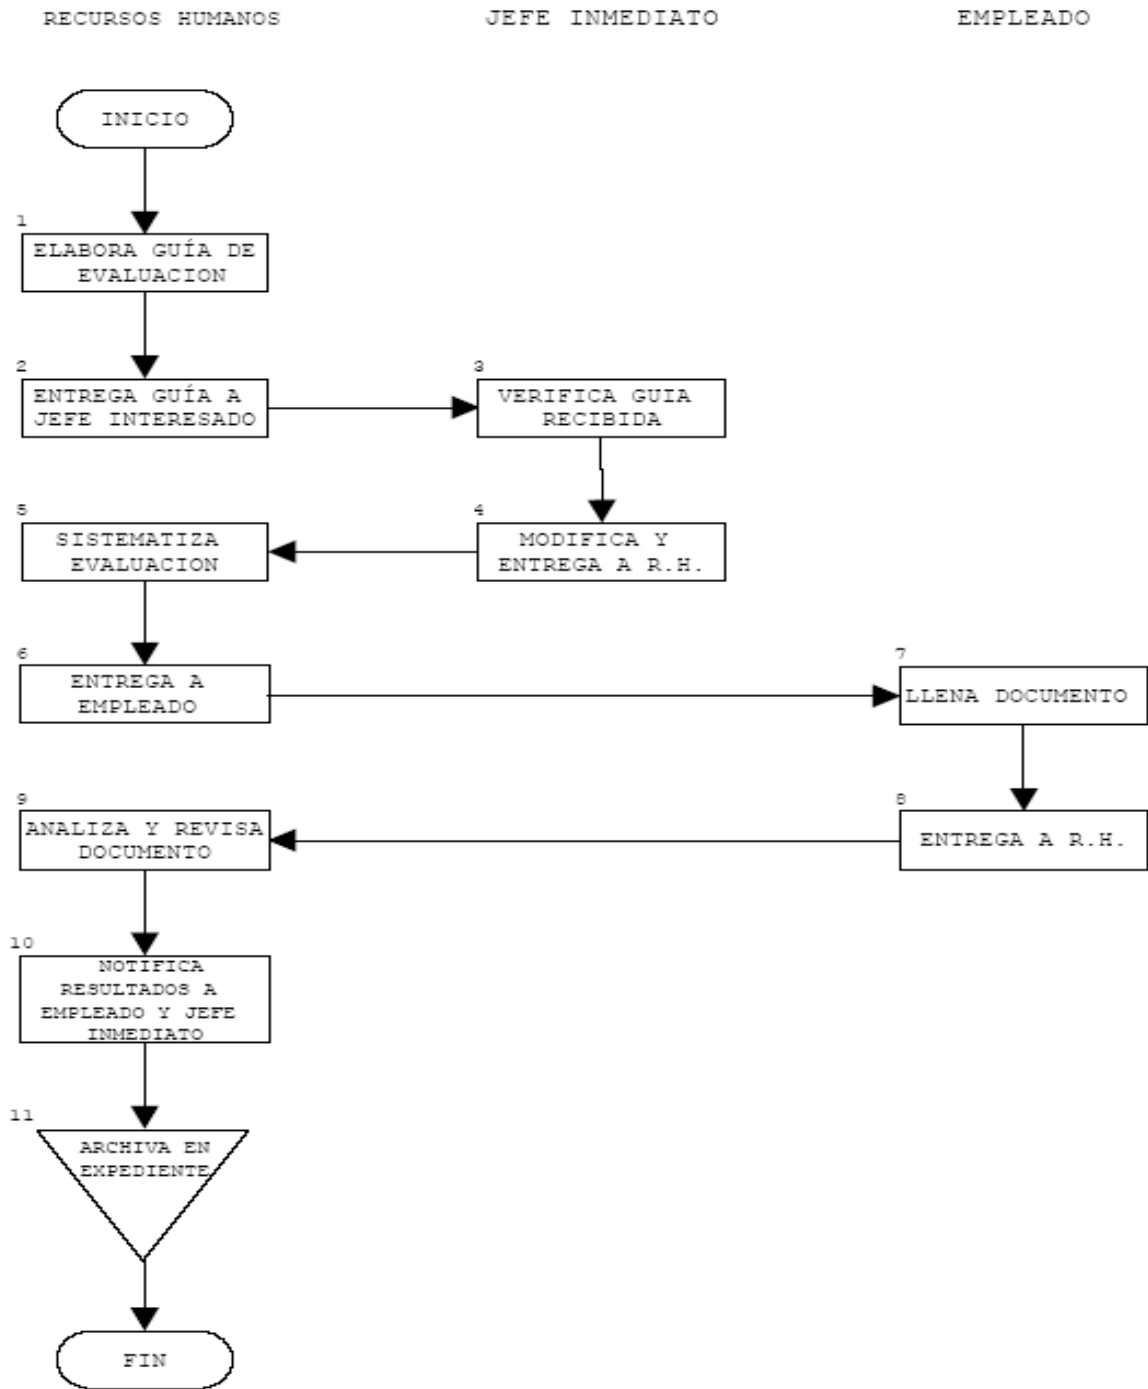 RECURSOS HUMANOS
JEFE INMEDIATO
EMPLEADO
INICIO
1
ELABORA GUÍA DE
EVALUACION
2
ENTREGA GUÍA A
JEFE INTERESADO
3
VERIFICA GUIA
RECIBIDA
4
MODIFICA Y
ENTREGA A R.H.
5
SISTEMATIZA
EVALUACION
6
ENTREGA A
EMPLEADO
7
LLENA DOCUMENTO
8
ENTREGA A R.H.
9
ANALIZA Y REVISA
DOCUMENTO
10
NOTIFICA
RESULTADOS A
EMPLEADO Y JEFE
INMEDIATO
11
ARCHIVA EN
EXPEDIENTE
FIN